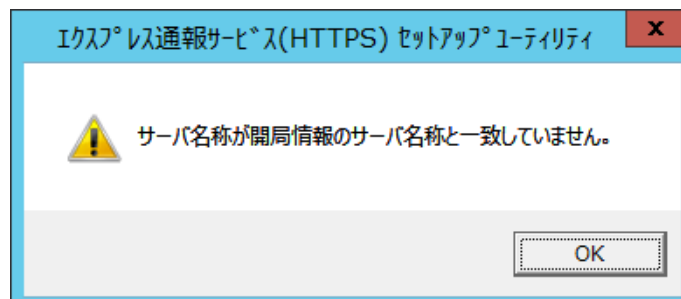 ｴｸｽﾌﾟﾚｽ通報ｻｰﾋﾞｽ(HTTPS) ｾｯﾄｱｯﾌﾟﾕｰﾃｨﾘﾃｨ
x
サーバ名称が開局情報のサーバ名称と一致していません。
OK